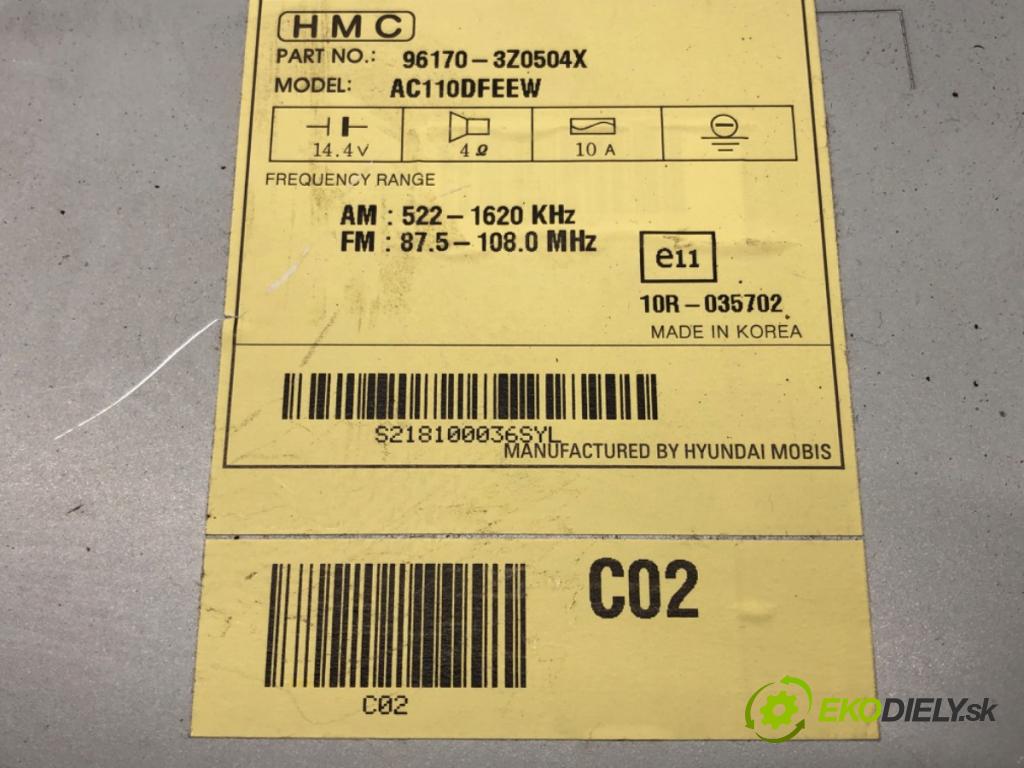 HMC
PART NO.: 96170-3Z0504X
MODEL: AC110DFEEW
14.4V 4Ω 10 A
FREQUENCY RANGE
AM : 522-1620 KHz
FM : 87.5-108.0 MHz
e11
10R-035702
MADE IN KOREA
S218100036SYL
MANUFACTURED BY HYUNDAI MOBIS
C02
C02
EKODIELY.sk